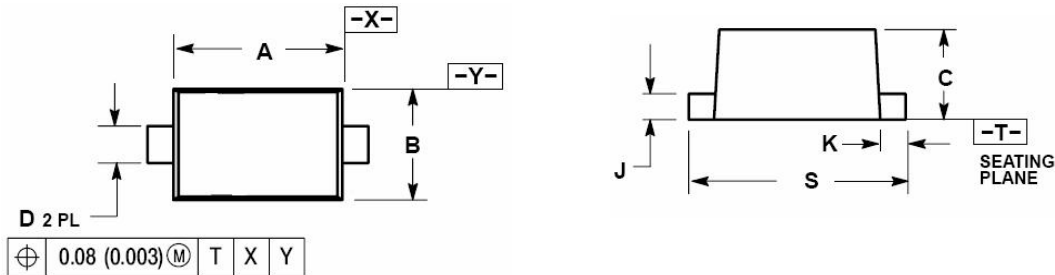 -X-
A
-Y-
B
D 2 PL
⌖ 0.08 (0.003) Ⓜ T X Y
C
-T-
K
J
S
SEATING
PLANE